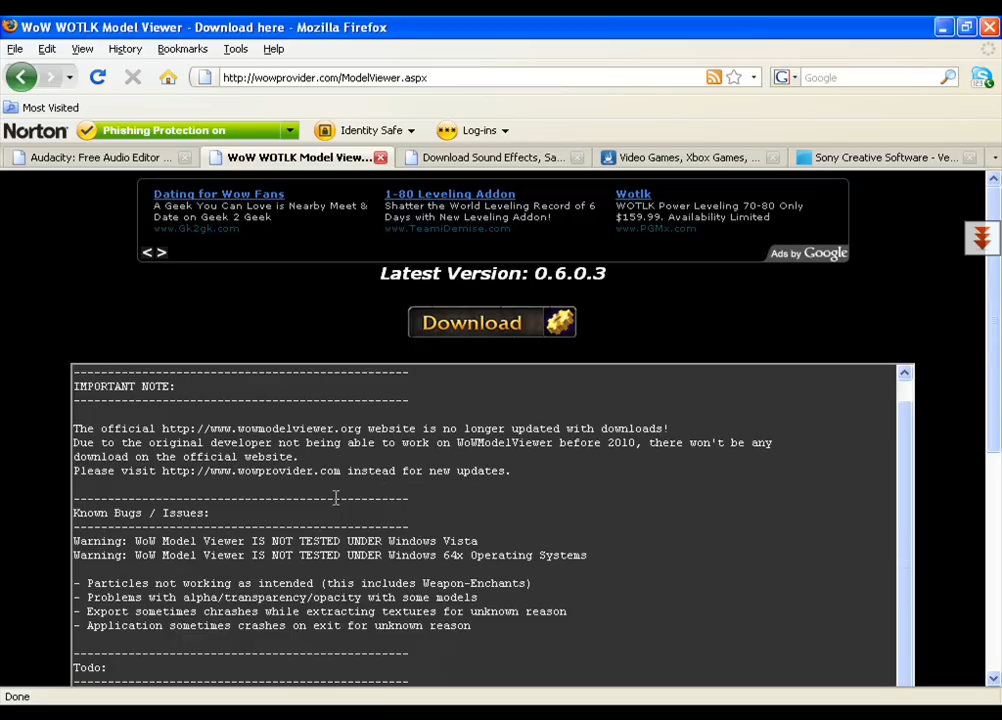 WoW WOTLK Model Viewer - Download here - Mozilla Firefox
File Edit View History Bookmarks Tools Help
http://wowprovider.com/ModelViewer.aspx
G Google
Most Visited
Norton Phishing Protection on Identity Safe Log-ins
Audacity: Free Audio Editor ... WoW WOTLK Model View... Download Sound Effects, Sa... Video Games, Xbox Games, ... Sony Creative Software - Ve...
Dating for Wow Fans 1-80 Leveling Addon Wotlk
A Geek You Can Love is Nearby Meet & Shatter the World Leveling Record of 6 WOTLK Power Leveling 70-80 Only
Date on Geek 2 Geek Days with New Leveling Addon! $159.99. Availability Limited
www.Gk2gk.com www.TeamiDemise.com www.PGMx.com
< > Ads by Google
Latest Version: 0.6.0.3
Download
------------------------------------------------
IMPORTANT NOTE:
------------------------------------------------
The official http://www.wowmodelviewer.org website is no longer updated with downloads!
Due to the original developer not being able to work on WoWModelViewer before 2010, there won't be any
download on the official website.
Please visit http://www.wowprovider.com instead for new updates.
------------------------------------------------
Known Bugs / Issues:
------------------------------------------------
Warning: WoW Model Viewer IS NOT TESTED UNDER Windows Vista
Warning: WoW Model Viewer IS NOT TESTED UNDER Windows 64x Operating Systems
- Particles not working as intended (this includes Weapon-Enchants)
- Problems with alpha/transparency/opacity with some models
- Export sometimes chrashes while extracting textures for unknown reason
- Application sometimes crashes on exit for unknown reason
------------------------------------------------
Todo:
------------------------------------------------
Done